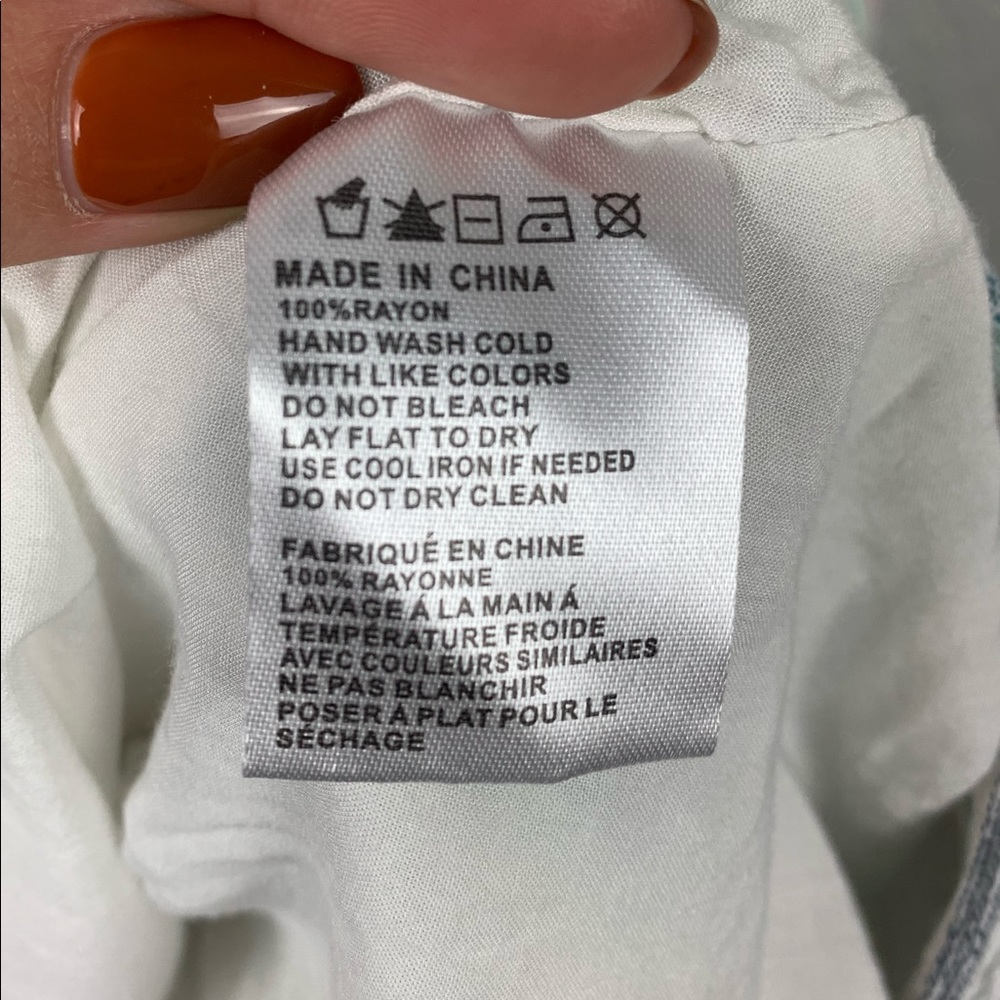 MADE IN CHINA
100%RAYON
HAND WASH COLD
WITH LIKE COLORS
DO NOT BLEACH
LAY FLAT TO DRY
USE COOL IRON IF NEEDED
DO NOT DRY CLEAN
FABRIQUÉ EN CHINE
100% RAYONNE
LAVAGE Á LA MAIN Á
TEMPÉRATURE FROIDE
AVEC COULEURS SIMILAIRES
NE PAS BLANCHIR
POSER Á PLAT POUR LE
SÉCHAGE